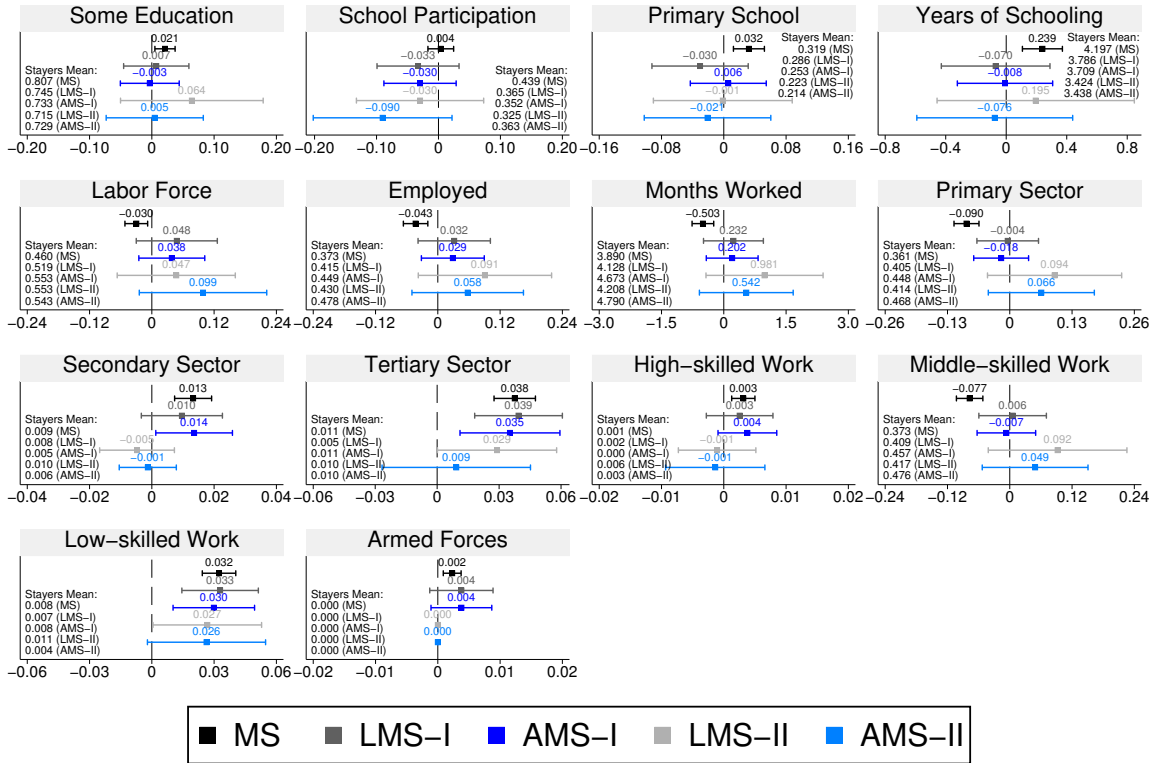 Some Education
0.021
0.007
−0.003
0.064
0.005
Stayers Mean:
0.807 (MS)
0.745 (LMS−I)
0.733 (AMS−I)
0.715 (LMS−II)
0.729 (AMS−II)
−0.20 −0.10 0 0.10 0.20
School Participation
0.004
−0.033
−0.030
−0.030
−0.090
Stayers Mean:
0.439 (MS)
0.365 (LMS−I)
0.352 (AMS−I)
0.325 (LMS−II)
0.363 (AMS−II)
−0.20 −0.10 0 0.10 0.20
Primary School
0.032
−0.030
0.006
−0.001
−0.021
Stayers Mean:
0.319 (MS)
0.286 (LMS−I)
0.253 (AMS−I)
0.223 (LMS−II)
0.214 (AMS−II)
−0.16 −0.08 0 0.08 0.16
Years of Schooling
0.239
−0.070
−0.008
0.195
−0.076
Stayers Mean:
4.197 (MS)
3.786 (LMS−I)
3.709 (AMS−I)
3.424 (LMS−II)
3.438 (AMS−II)
−0.8 −0.4 0 0.4 0.8
Labor Force
−0.030
0.048
0.038
0.047
0.099
Stayers Mean:
0.460 (MS)
0.519 (LMS−I)
0.553 (AMS−I)
0.553 (LMS−II)
0.543 (AMS−II)
−0.24 −0.12 0 0.12 0.24
Employed
−0.043
0.032
0.029
0.091
0.058
Stayers Mean:
0.373 (MS)
0.415 (LMS−I)
0.449 (AMS−I)
0.430 (LMS−II)
0.478 (AMS−II)
−0.24 −0.12 0 0.12 0.24
Months Worked
−0.503
0.232
0.202
0.981
0.542
Stayers Mean:
3.890 (MS)
4.128 (LMS−I)
4.673 (AMS−I)
4.208 (LMS−II)
4.790 (AMS−II)
−3.0 −1.5 0 1.5 3.0
Primary Sector
−0.090
−0.004
−0.018
0.094
0.066
Stayers Mean:
0.361 (MS)
0.405 (LMS−I)
0.448 (AMS−I)
0.414 (LMS−II)
0.468 (AMS−II)
−0.26 −0.13 0 0.13 0.26
Secondary Sector
0.013
0.010
0.014
−0.005
−0.001
Stayers Mean:
0.009 (MS)
0.008 (LMS−I)
0.005 (AMS−I)
0.010 (LMS−II)
0.006 (AMS−II)
−0.04 −0.02 0 0.02 0.04
Tertiary Sector
0.038
0.039
0.035
0.029
0.009
Stayers Mean:
0.011 (MS)
0.005 (LMS−I)
0.011 (AMS−I)
0.010 (LMS−II)
0.010 (AMS−II)
−0.06 −0.03 0 0.03 0.06
High−skilled Work
0.003
0.003
0.004
−0.001
−0.001
Stayers Mean:
0.001 (MS)
0.002 (LMS−I)
0.000 (AMS−I)
0.006 (LMS−II)
0.003 (AMS−II)
−0.02 −0.01 0 0.01 0.02
Middle−skilled Work
−0.077
0.006
−0.007
0.092
0.049
Stayers Mean:
0.373 (MS)
0.409 (LMS−I)
0.457 (AMS−I)
0.417 (LMS−II)
0.476 (AMS−II)
−0.24 −0.12 0 0.12 0.24
Low−skilled Work
0.032
0.033
0.030
0.027
0.026
Stayers Mean:
0.008 (MS)
0.007 (LMS−I)
0.008 (AMS−I)
0.011 (LMS−II)
0.004 (AMS−II)
−0.06 −0.03 0 0.03 0.06
Armed Forces
0.002
0.004
0.004
0.000
0.000
Stayers Mean:
0.000 (MS)
0.000 (LMS−I)
0.000 (AMS−I)
0.000 (LMS−II)
0.000 (AMS−II)
−0.02 −0.01 0 0.01 0.02
MS LMS−I AMS−I LMS−II AMS−II